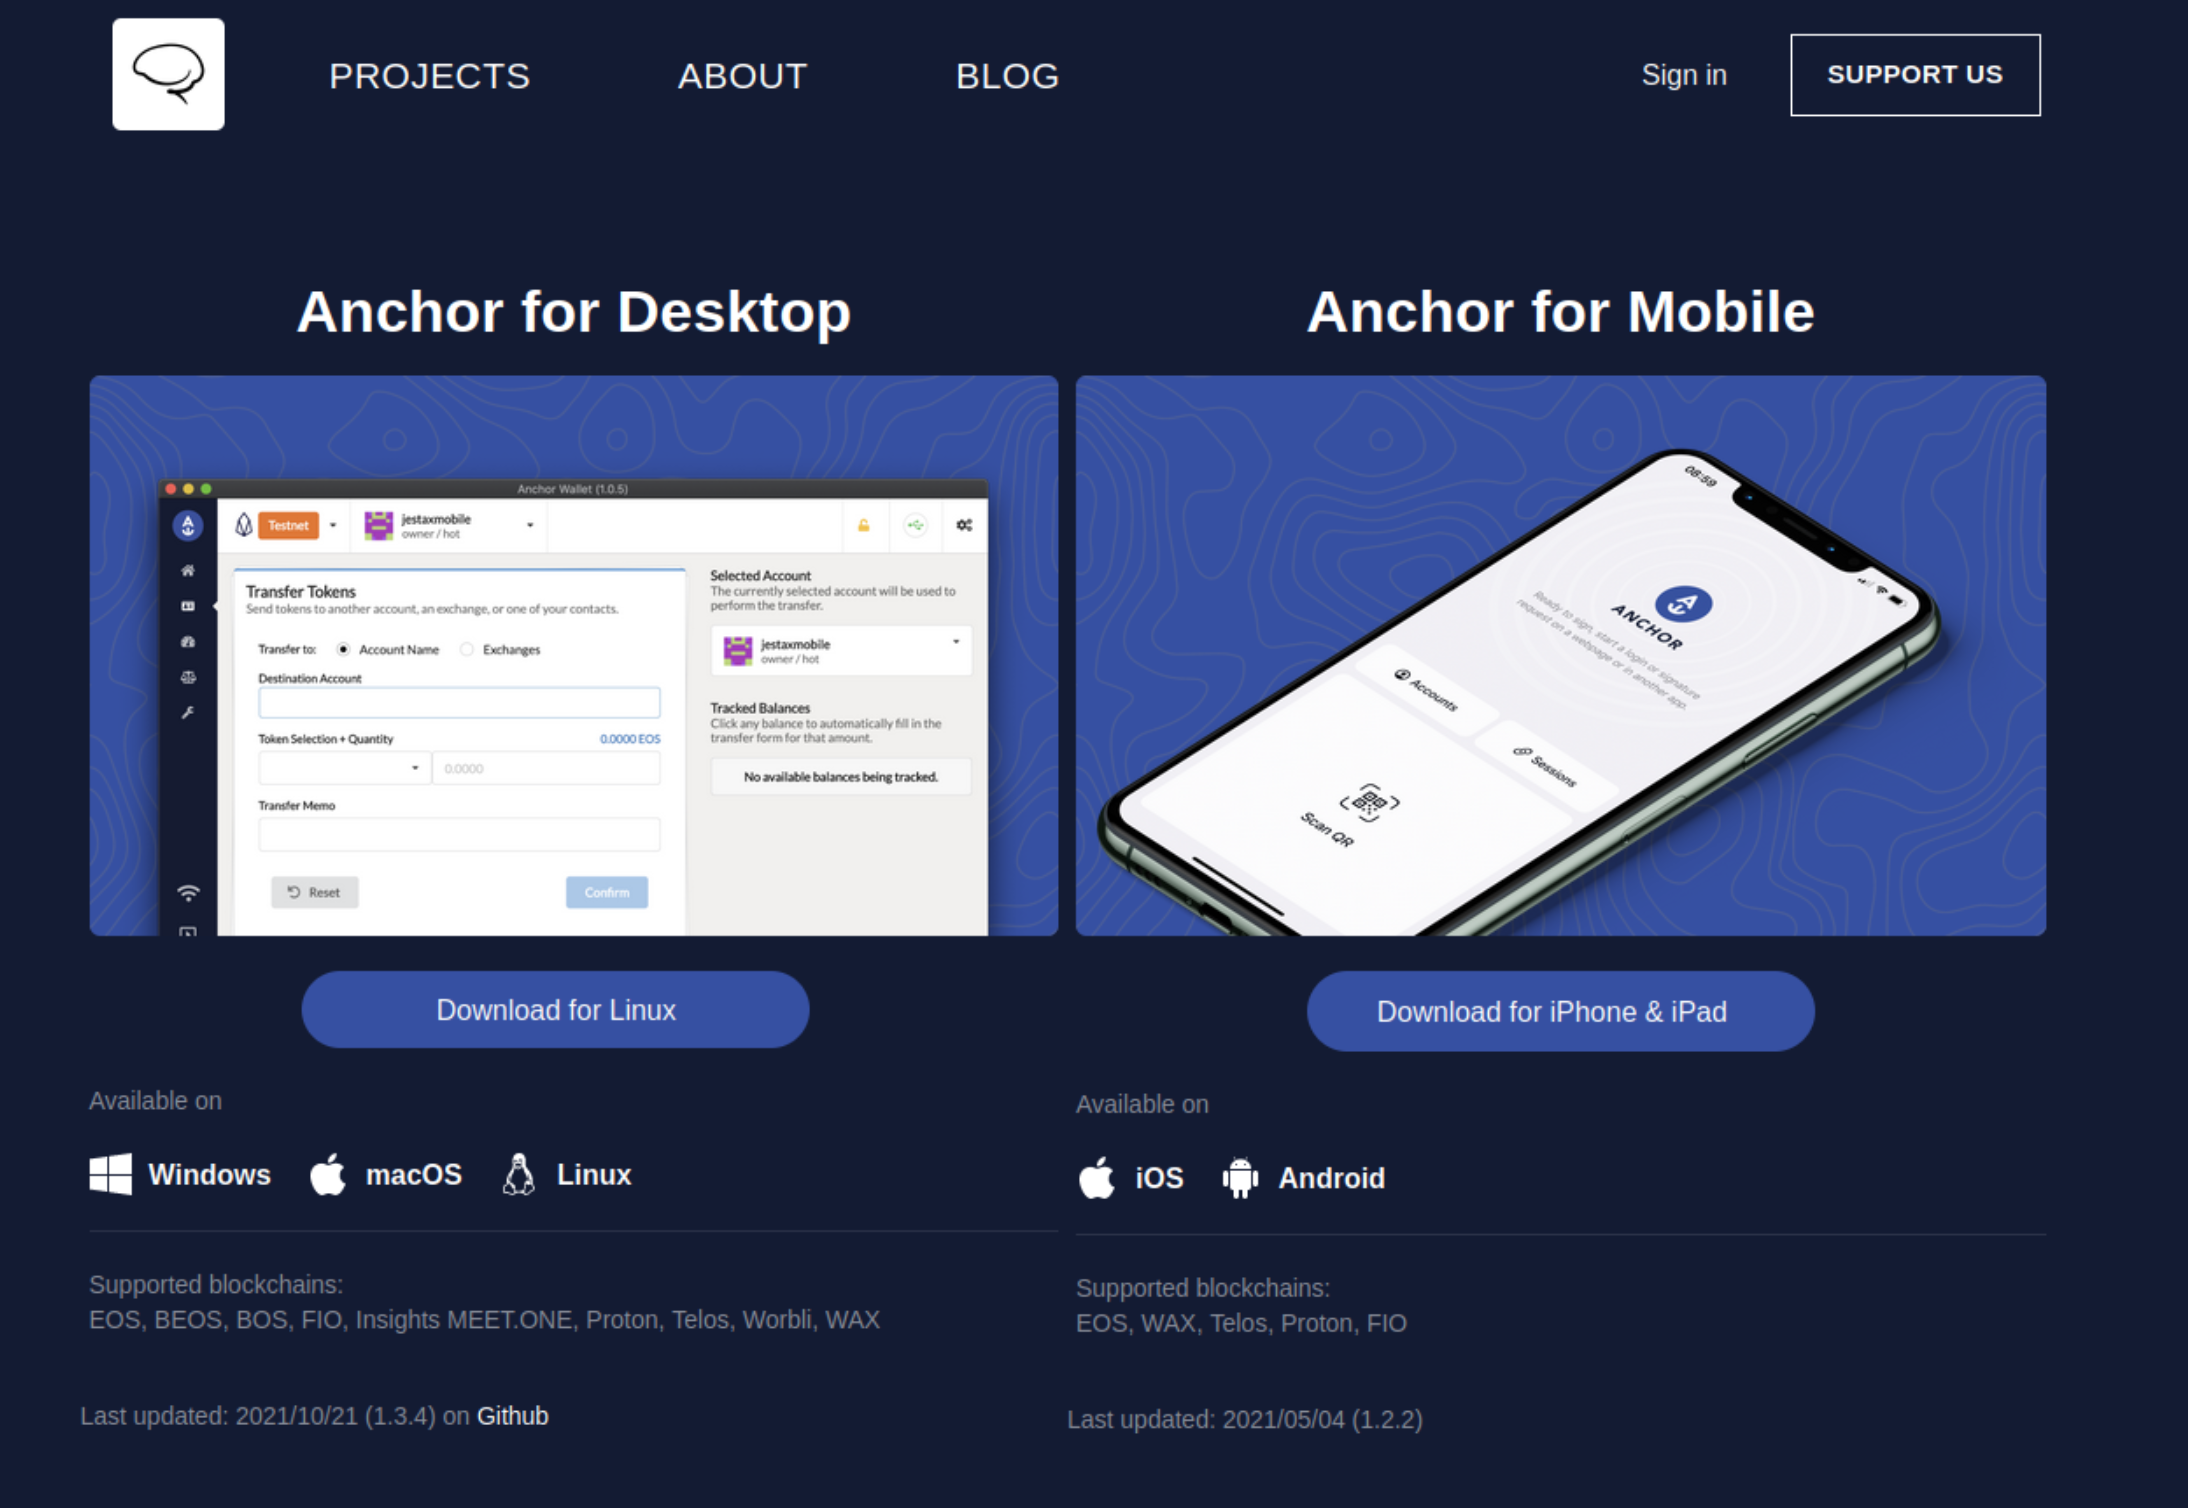 PROJECTS ABOUT BLOG Sign in SUPPORT US
Anchor for Desktop
Anchor Wallet (1.0.5)
Testnet
jestaxmobile
owner / hot
Transfer Tokens
Send tokens to another account, an exchange, or one of your contacts.
Transfer to: Account Name Exchanges
Destination Account
Token Selection + Quantity 0.0000 EOS
0.0000
Transfer Memo
Reset Confirm
Selected Account
The currently selected account will be used to
perform the transfer.
jestaxmobile
owner / hot
Tracked Balances
Click any balance to automatically fill in the
transfer form for that amount.
No available balances being tracked.
Download for Linux
Available on
Windows macOS Linux
Supported blockchains:
EOS, BEOS, BOS, FIO, Insights MEET.ONE, Proton, Telos, Worbli, WAX
Last updated: 2021/10/21 (1.3.4) on Github
Anchor for Mobile
08:59
ANCHOR
Ready to sign, start a login or signature
request on a webpage or in another app.
Accounts
Sessions
Scan QR
Download for iPhone & iPad
Available on
iOS Android
Supported blockchains:
EOS, WAX, Telos, Proton, FIO
Last updated: 2021/05/04 (1.2.2)